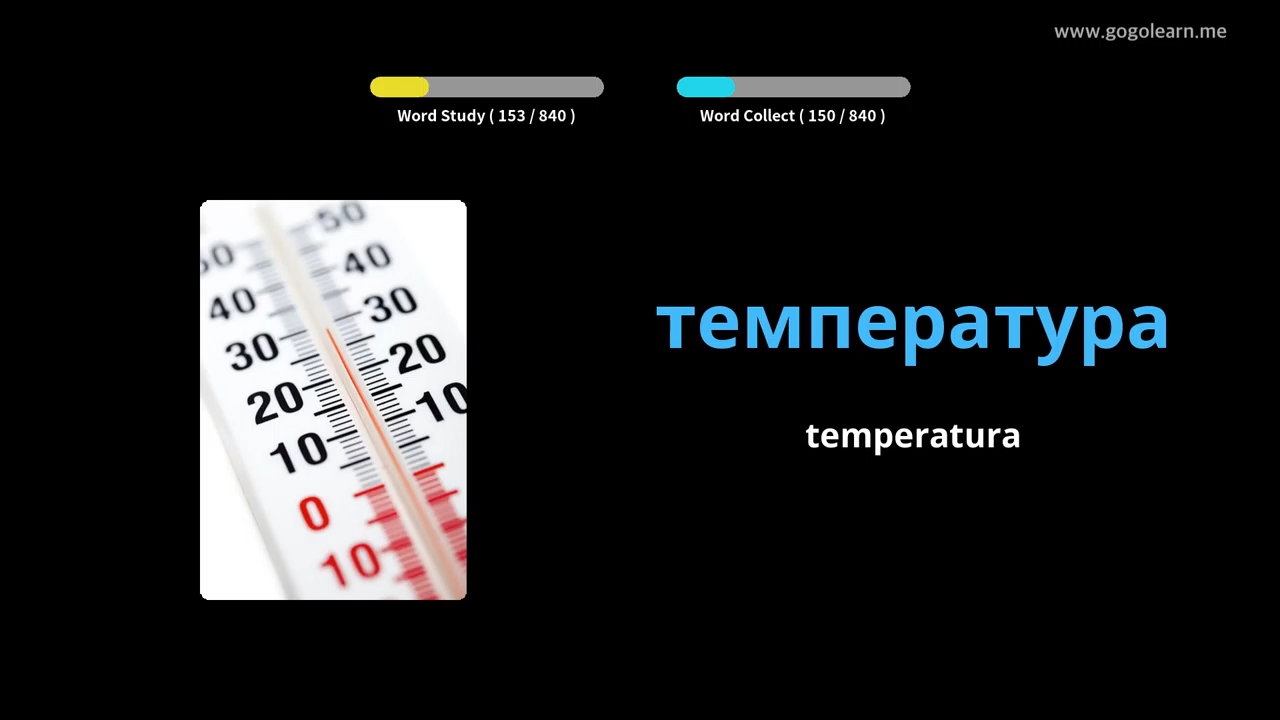 www.gogolearn.me
Word Study ( 153 / 840 )
Word Collect ( 150 / 840 )
50
40
40
30
30
20
20
10
10
0
10
температура
temperatura